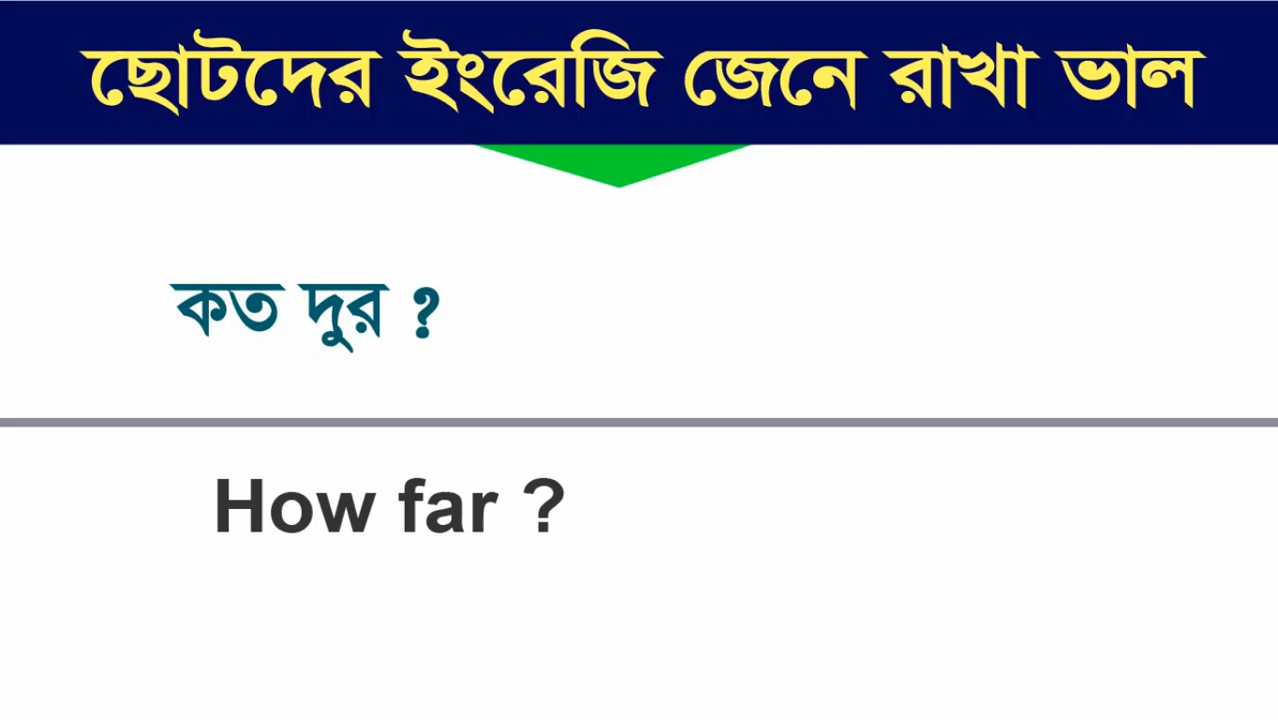 ছোটদের ইংরেজি জেনে রাখা ভাল
কত দুর ?
How far ?